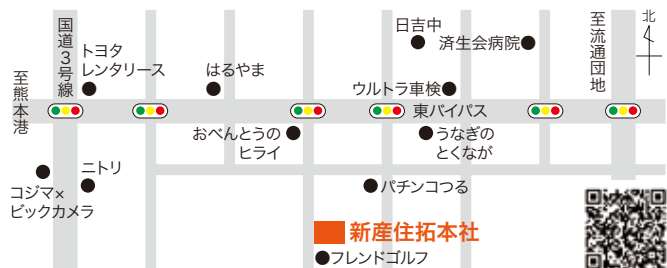 日吉中
北
済生会病院
至流通団地
国道3号線
トヨタ
レンタリース
はるやま
ウルトラ車検
至熊本港
東バイパス
おべんとうの
ヒライ
うなぎの
とくなが
ニトリ
コジマ×
ビックカメラ
パチンコつる
新産住拓本社
フレンドゴルフ